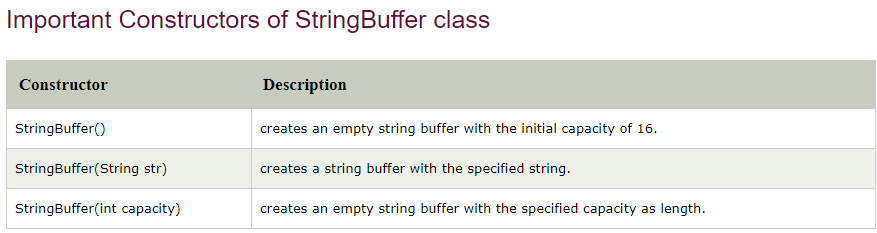 Important Constructors of StringBuffer class
Constructor Description
StringBuffer() creates an empty string buffer with the initial capacity of 16.
StringBuffer(String str) creates a string buffer with the specified string.
StringBuffer(int capacity) creates an empty string buffer with the specified capacity as length.